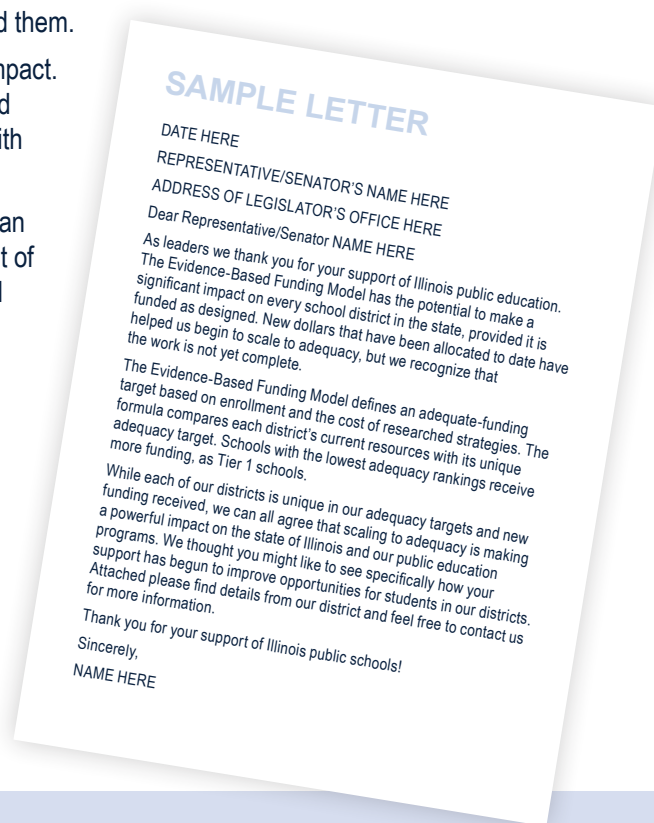 them.
an
of
SAMPLE LETTER
DATE HERE
REPRESENTATIVE/SENATOR'S NAME HERE
ADDRESS OF LEGISLATOR'S OFFICE HERE
Dear Representative/Senator NAME HERE
As leaders we thank you for your support of Illinois public education.
The Evidence-Based Funding Model has the potential to make a
significant impact on every school district in the state, provided it is
funded as designed. New dollars that have been allocated to date have
helped us begin to scale to adequacy, but we recognize that
the work is not yet complete.
The Evidence-Based Funding Model defines an adequate-funding
target based on enrollment and the cost of researched strategies. The
formula compares each district's current resources with its unique
adequacy target. Schools with the lowest adequacy rankings receive
more funding, as Tier 1 schools.
While each of our districts is unique in our adequacy targets and new
funding received, we can all agree that scaling to adequacy is making
a powerful impact on the state of Illinois and our public education
programs. We thought you might like to see specifically how your
support has begun to improve opportunities for students in our districts.
Attached please find details from our district and feel free to contact us
for more information.
Thank you for your support of Illinois public schools!
Sincerely,
NAME HERE